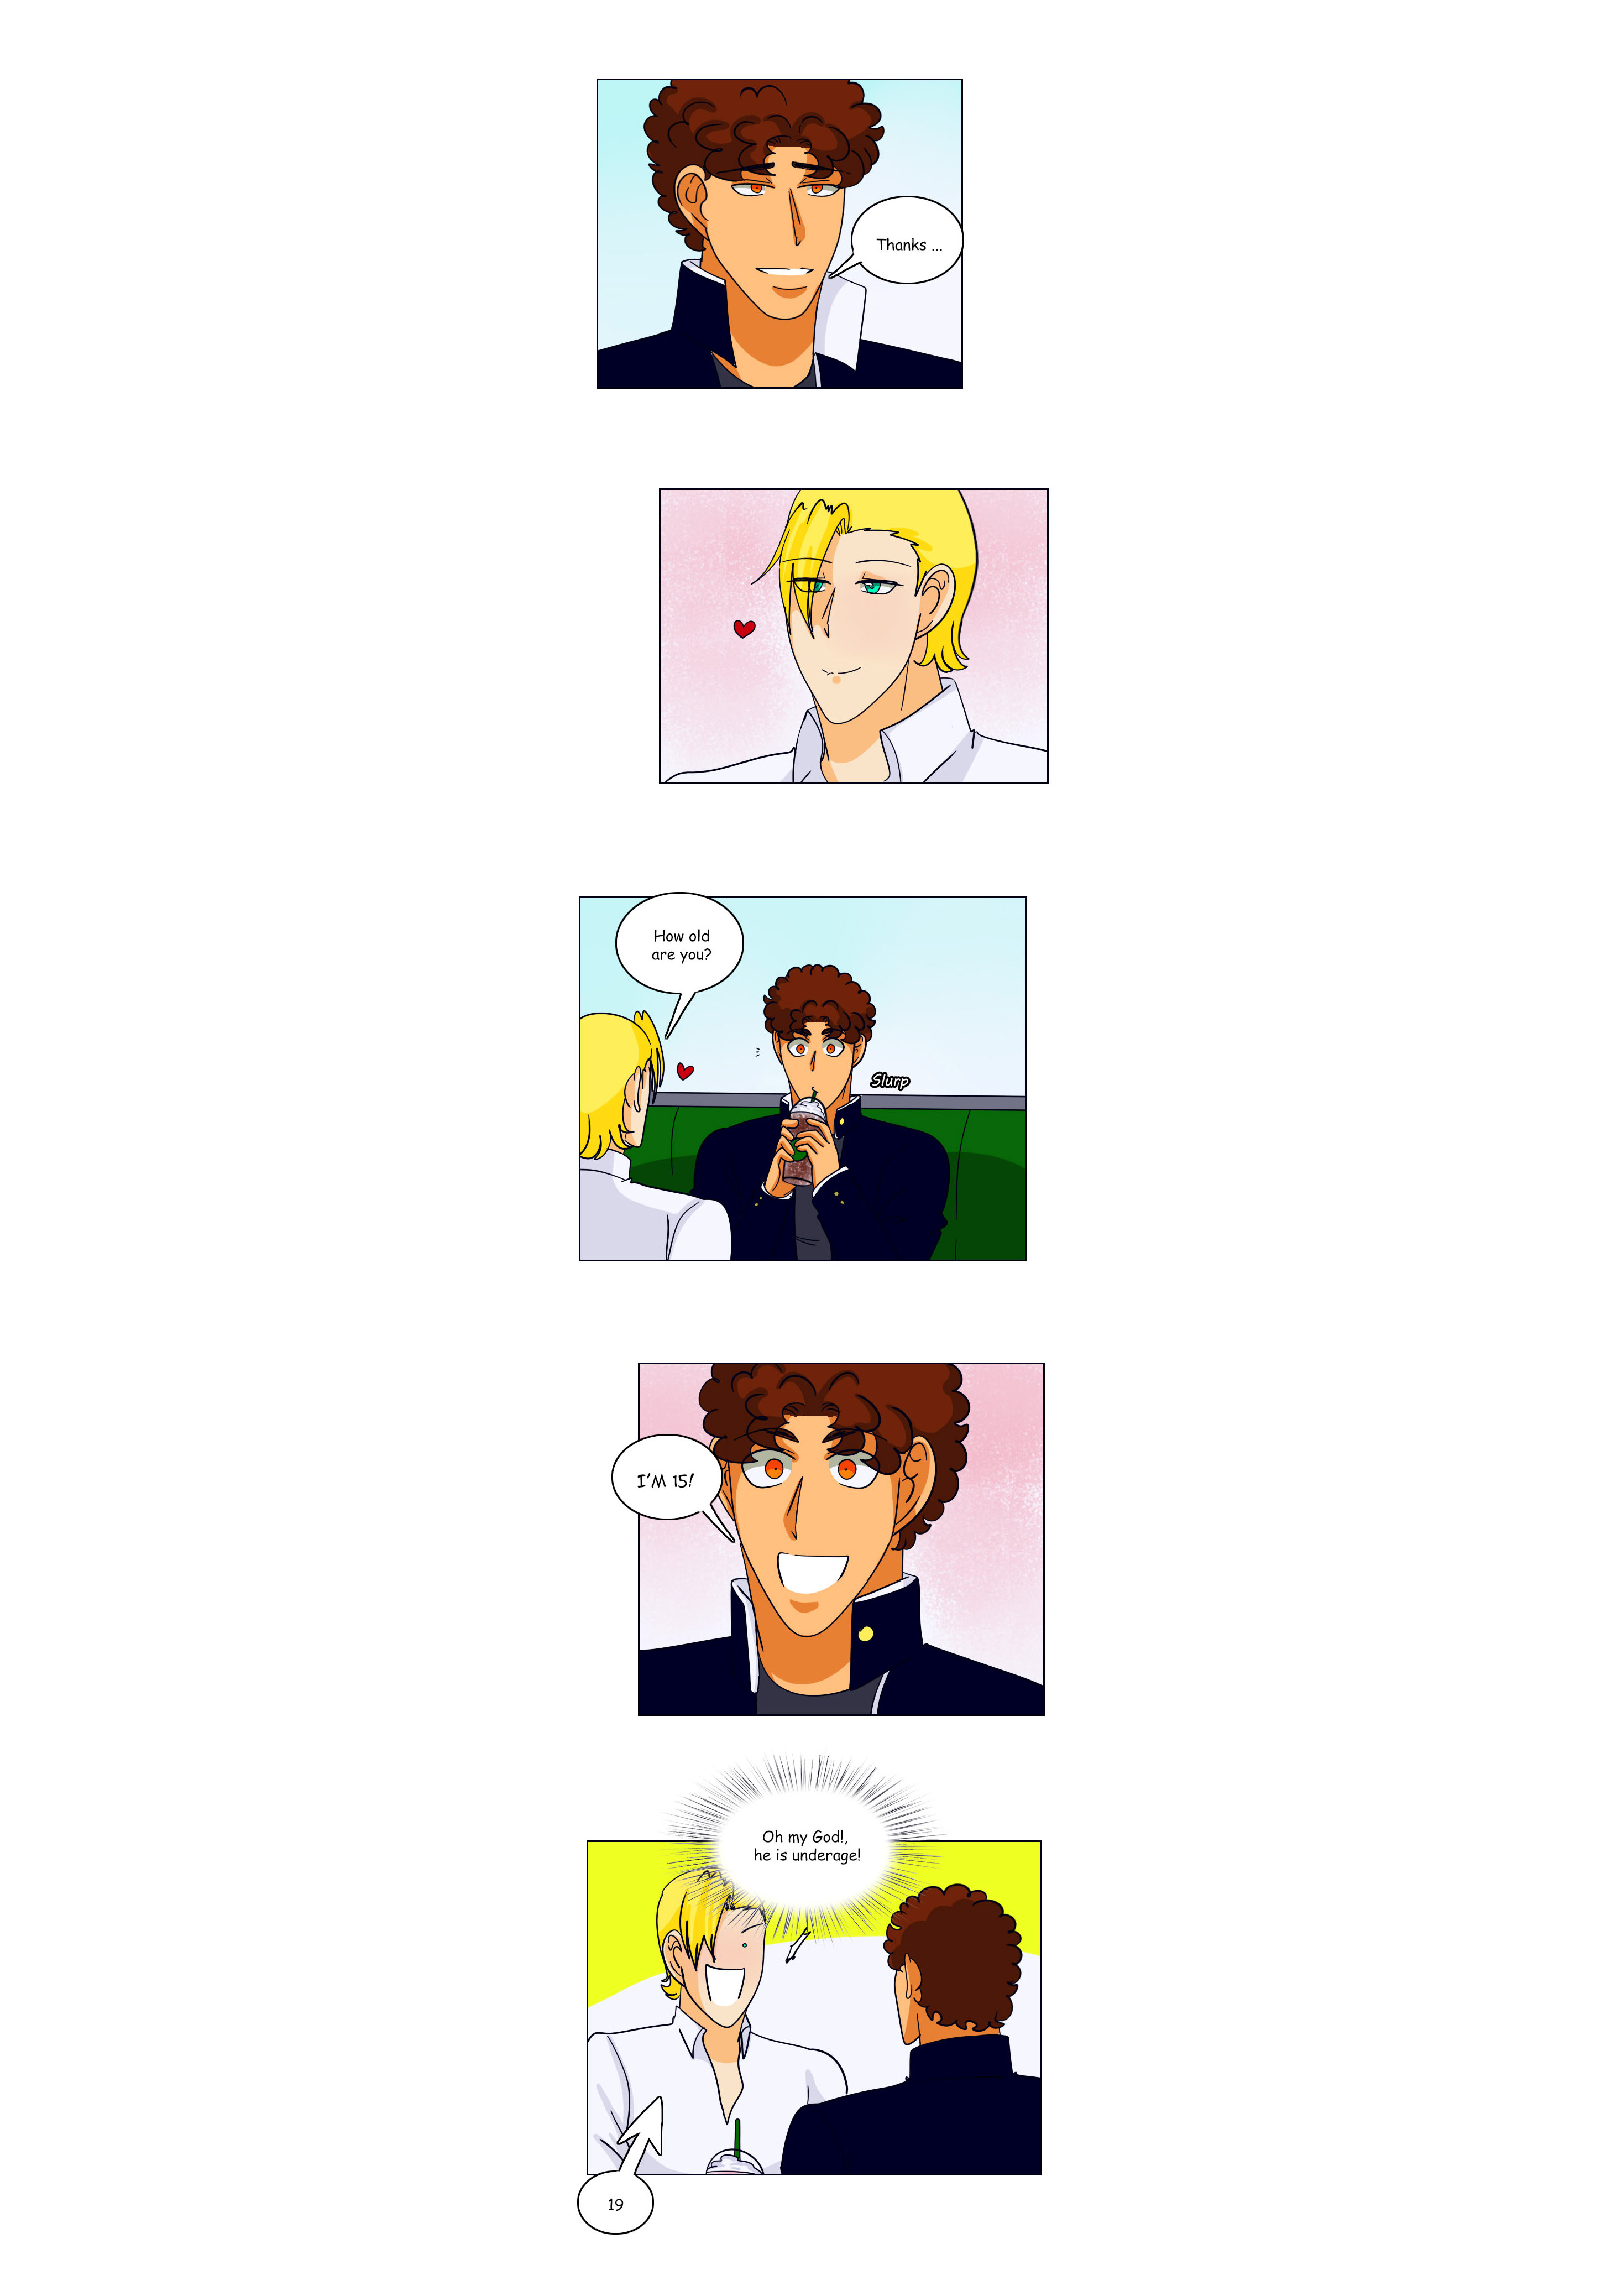 Thanks ...
How old
are you?
Slurp
I'M 15!
Oh my God!,
he is underage!
19